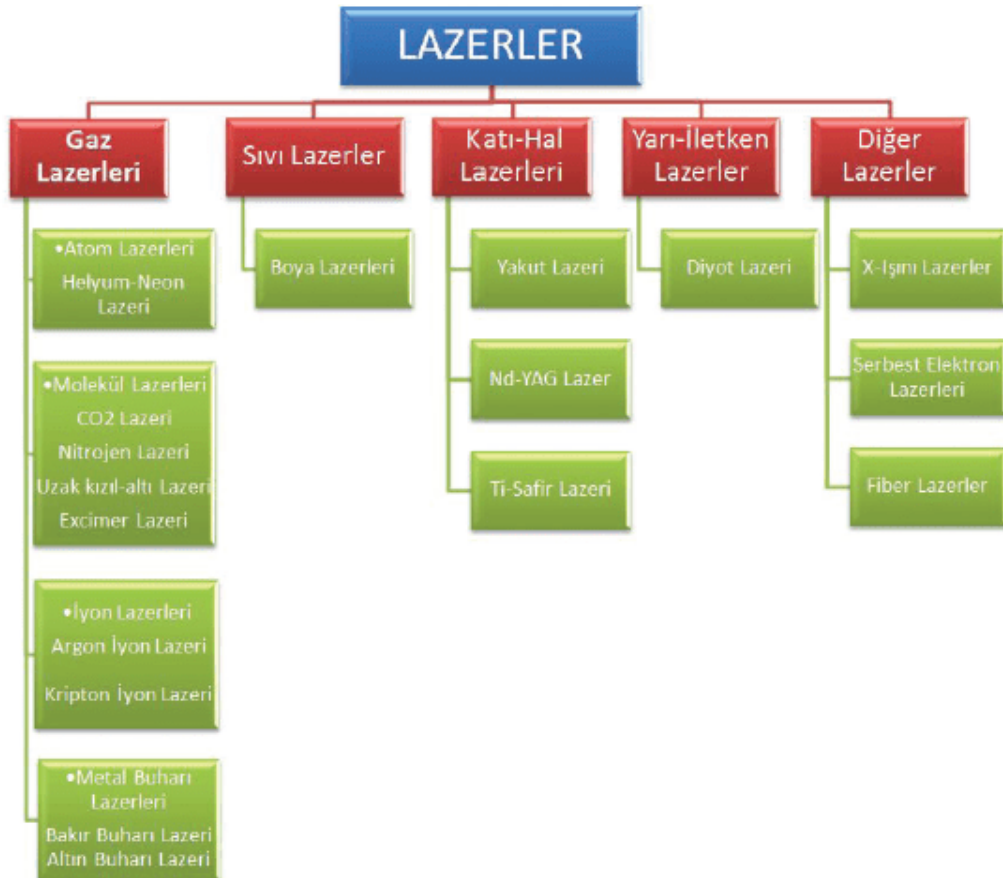 LAZERLER
Gaz
Lazerleri
•Atom Lazerleri
Helyum-Neon
Lazeri
•Molekül Lazerleri
CO2 Lazeri
Nitrojen Lazeri
Uzak kızıl-altı Lazeri
Excimer Lazeri
•İyon Lazerleri
Argon İyon Lazeri
Kripton İyon Lazeri
•Metal Buharı
Lazerleri
Bakır Buharı Lazeri
Altın Buharı Lazeri
Sıvı Lazerler
Boya Lazerleri
Katı-Hal
Lazerleri
Yakut Lazeri
Nd-YAG Lazer
Ti-Safir Lazeri
Yarı-İletken
Lazerler
Diyot Lazeri
Diğer
Lazerler
X-Işını Lazerler
Serbest Elektron
Lazerleri
Fiber Lazerler